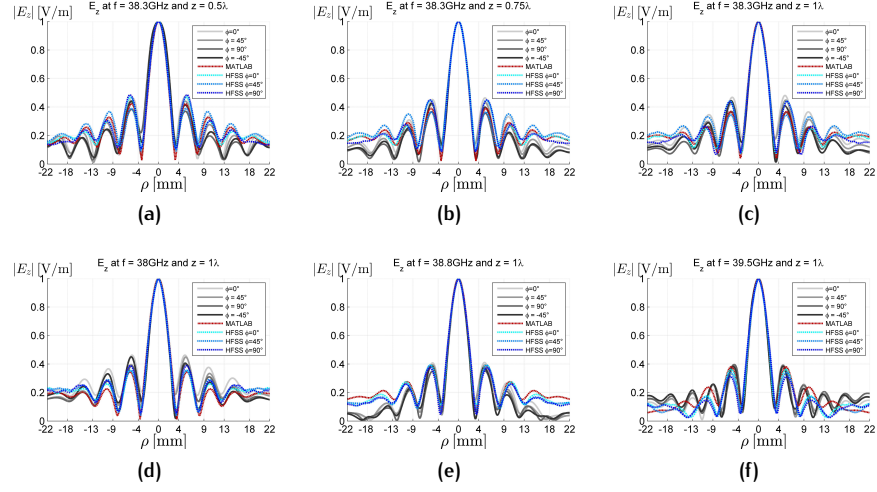 E_z at f = 38.3GHz and z = 0.5λ
|E_z| [V/m]
1
0.8
0.6
0.4
0.2
0
-22 -18 -13 -9 -4 0 4 9 13 18 22
ρ [mm]
ϕ=0°
ϕ = 45°
ϕ = 90°
ϕ = -45°
MATLAB
HFSS ϕ=0°
HFSS ϕ=45°
HFSS ϕ=90°
(a)
E_z at f = 38.3GHz and z = 0.75λ
|E_z| [V/m]
1
0.8
0.6
0.4
0.2
0
-22 -18 -13 -9 -4 0 4 9 13 18 22
ρ [mm]
ϕ=0°
ϕ = 45°
ϕ = 90°
ϕ = -45°
MATLAB
HFSS ϕ=0°
HFSS ϕ=45°
HFSS ϕ=90°
(b)
E_z at f = 38.3GHz and z = 1λ
|E_z| [V/m]
1
0.8
0.6
0.4
0.2
0
-22 -18 -13 -9 -4 0 4 9 13 18 22
ρ [mm]
ϕ=0°
ϕ = 45°
ϕ = 90°
ϕ = -45°
MATLAB
HFSS ϕ=0°
HFSS ϕ=45°
HFSS ϕ=90°
(c)
E_z at f = 38GHz and z = 1λ
|E_z| [V/m]
1
0.8
0.6
0.4
0.2
0
-22 -18 -13 -9 -4 0 4 9 13 18 22
ρ [mm]
ϕ=0°
ϕ = 45°
ϕ = 90°
ϕ = -45°
MATLAB
HFSS ϕ=0°
HFSS ϕ=45°
HFSS ϕ=90°
(d)
E_z at f = 38.8GHz and z = 1λ
|E_z| [V/m]
1
0.8
0.6
0.4
0.2
0
-22 -18 -13 -9 -4 0 4 9 13 18 22
ρ [mm]
ϕ=0°
ϕ = 45°
ϕ = 90°
ϕ = -45°
MATLAB
HFSS ϕ=0°
HFSS ϕ=45°
HFSS ϕ=90°
(e)
E_z at f = 39.5GHz and z = 1λ
|E_z| [V/m]
1
0.8
0.6
0.4
0.2
0
-22 -18 -13 -9 -4 0 4 9 13 18 22
ρ [mm]
ϕ=0°
ϕ = 45°
ϕ = 90°
ϕ = -45°
MATLAB
HFSS ϕ=0°
HFSS ϕ=45°
HFSS ϕ=90°
(f)